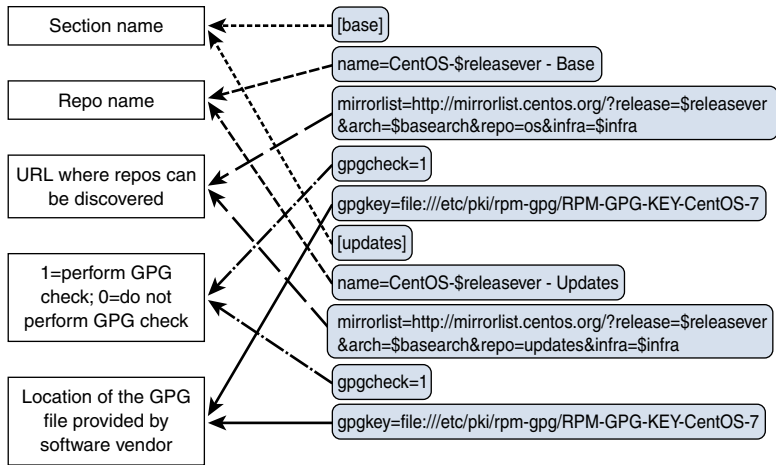 Section name
Repo name
URL where repos can
be discovered
1=perform GPG
check; 0=do not
perform GPG check
Location of the GPG
file provided by
software vendor
[base]
name=CentOS-$releasever - Base
mirrorlist=http://mirrorlist.centos.org/?release=$releasever
&arch=$basearch&repo=os&infra=$infra
gpgcheck=1
gpgkey=file:///etc/pki/rpm-gpg/RPM-GPG-KEY-CentOS-7
[updates]
name=CentOS-$releasever - Updates
mirrorlist=http://mirrorlist.centos.org/?release=$releasever
&arch=$basearch&repo=updates&infra=$infra
gpgcheck=1
gpgkey=file:///etc/pki/rpm-gpg/RPM-GPG-KEY-CentOS-7